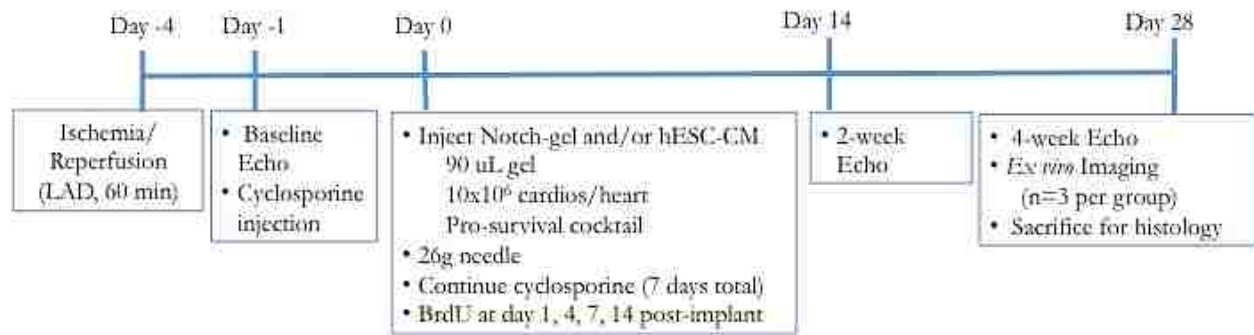 Day -4
Day -1
Day 0
Day 14
Day 28
Ischemia/
Reperfusion
(LAD, 60 min)
• Baseline
Echo
• Cyclosporine
injection
• Inject Notch-gel and/or hESC-CM
90 uL gel
10x10⁶ cardios/heart
Pro-survival cocktail
• 26g needle
• Continue cyclosporine (7 days total)
• BrdU at day 1, 4, 7, 14 post-implant
• 2-week
Echo
• 4-week Echo
• Ex vivo Imaging
(n=3 per group)
• Sacrifice for histology